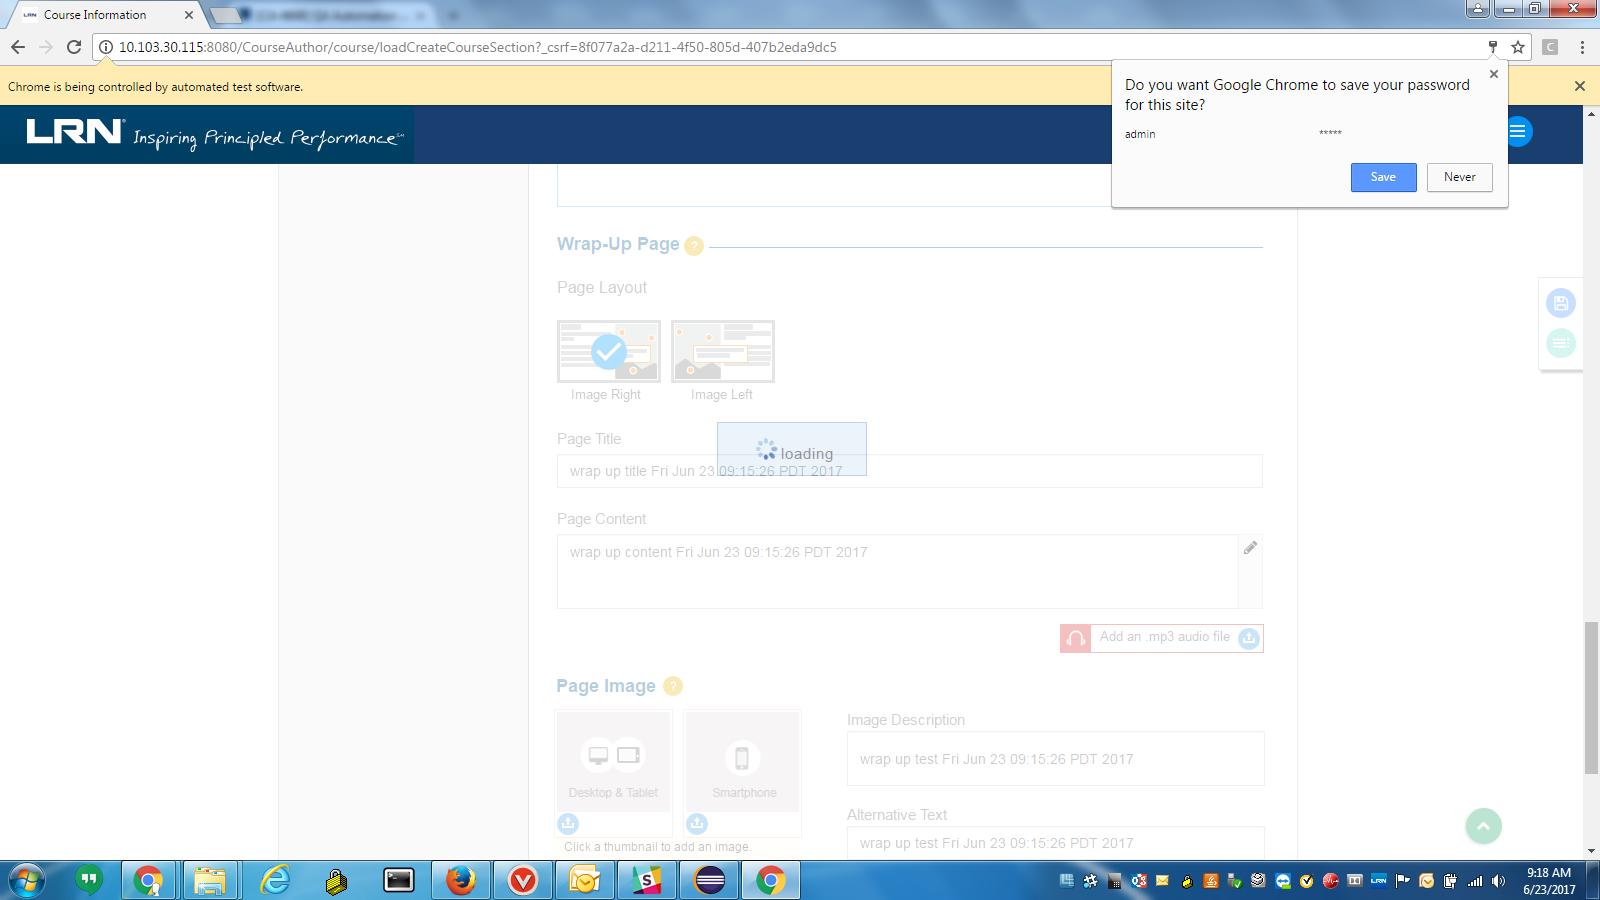 LRN Course Information
10.103.30.115:8080/CourseAuthor/course/loadCreateCourseSection?_csrf=8f077a2a-d211-4f50-805d-407b2eda9dc5
C
Chrome is being controlled by automated test software.
Do you want Google Chrome to save your password
for this site?
admin *****
Save Never
LRN Inspiring Principled Performance
Wrap-Up Page ?
Page Layout
Image Right Image Left
Page Title
loading
wrap up title Fri Jun 23 09:15:26 PDT 2017
Page Content
wrap up content Fri Jun 23 09:15:26 PDT 2017
Add an .mp3 audio file
Page Image ?
Image Description
wrap up test Fri Jun 23 09:15:26 PDT 2017
Desktop & Tablet Smartphone
Alternative Text
wrap up test Fri Jun 23 09:15:26 PDT 2017
Click a thumbnail to add an image.
9:18 AM
LRN
6/23/2017